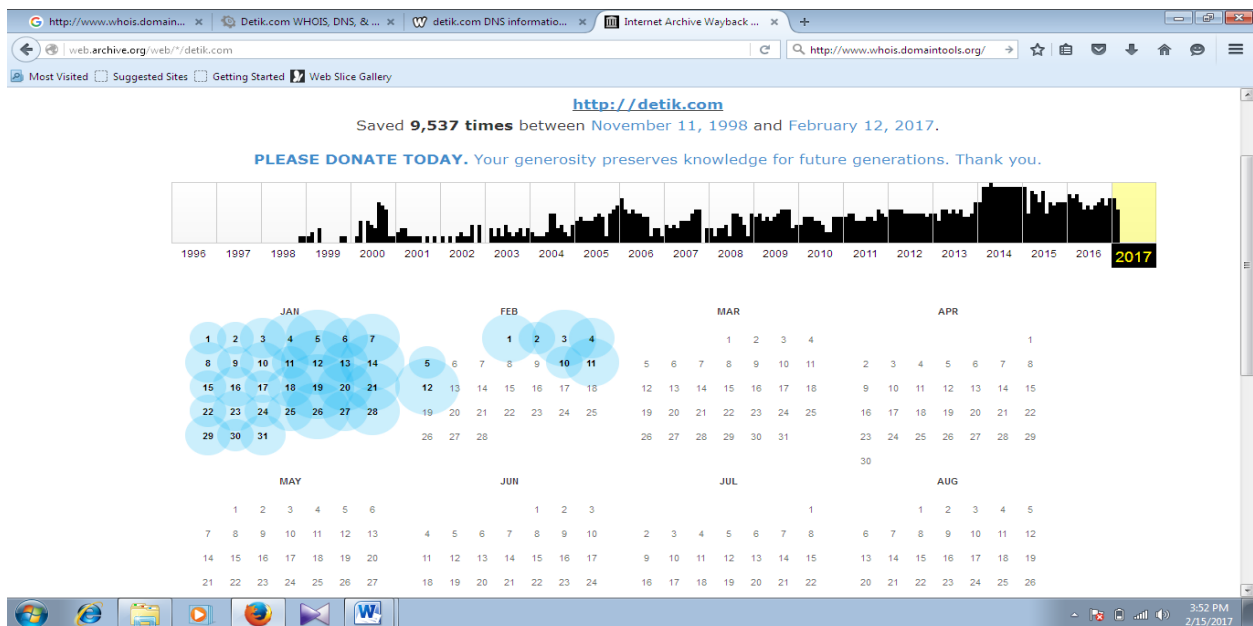 http://www.whois.domain... × Detik.com WHOIS, DNS, & ... × detik.com DNS informatio... × Internet Archive Wayback ... × +
web.archive.org/web/*/detik.com http://www.whois.domaintools.org/
Most Visited Suggested Sites Getting Started Web Slice Gallery
http://detik.com
Saved 9,537 times between November 11, 1998 and February 12, 2017.
PLEASE DONATE TODAY. Your generosity preserves knowledge for future generations. Thank you.
1996 1997 1998 1999 2000 2001 2002 2003 2004 2005 2006 2007 2008 2009 2010 2011 2012 2013 2014 2015 2016 2017
JAN FEB MAR APR
1 2 3 4 5 6 7 1 2 3 4 1 2 3 4 1
8 9 10 11 12 13 14 5 6 7 8 9 10 11 5 6 7 8 9 10 11 2 3 4 5 6 7 8
15 16 17 18 19 20 21 12 13 14 15 16 17 18 12 13 14 15 16 17 18 9 10 11 12 13 14 15
22 23 24 25 26 27 28 19 20 21 22 23 24 25 19 20 21 22 23 24 25 16 17 18 19 20 21 22
29 30 31 26 27 28 26 27 28 29 30 31 23 24 25 26 27 28 29
30
MAY JUN JUL AUG
1 2 3 4 5 6 1 2 3 1 1 2 3 4 5
7 8 9 10 11 12 13 4 5 6 7 8 9 10 2 3 4 5 6 7 8 6 7 8 9 10 11 12
14 15 16 17 18 19 20 11 12 13 14 15 16 17 9 10 11 12 13 14 15 13 14 15 16 17 18 19
21 22 23 24 25 26 27 18 19 20 21 22 23 24 16 17 18 19 20 21 22 20 21 22 23 24 25 26
3:52 PM
2/15/2017